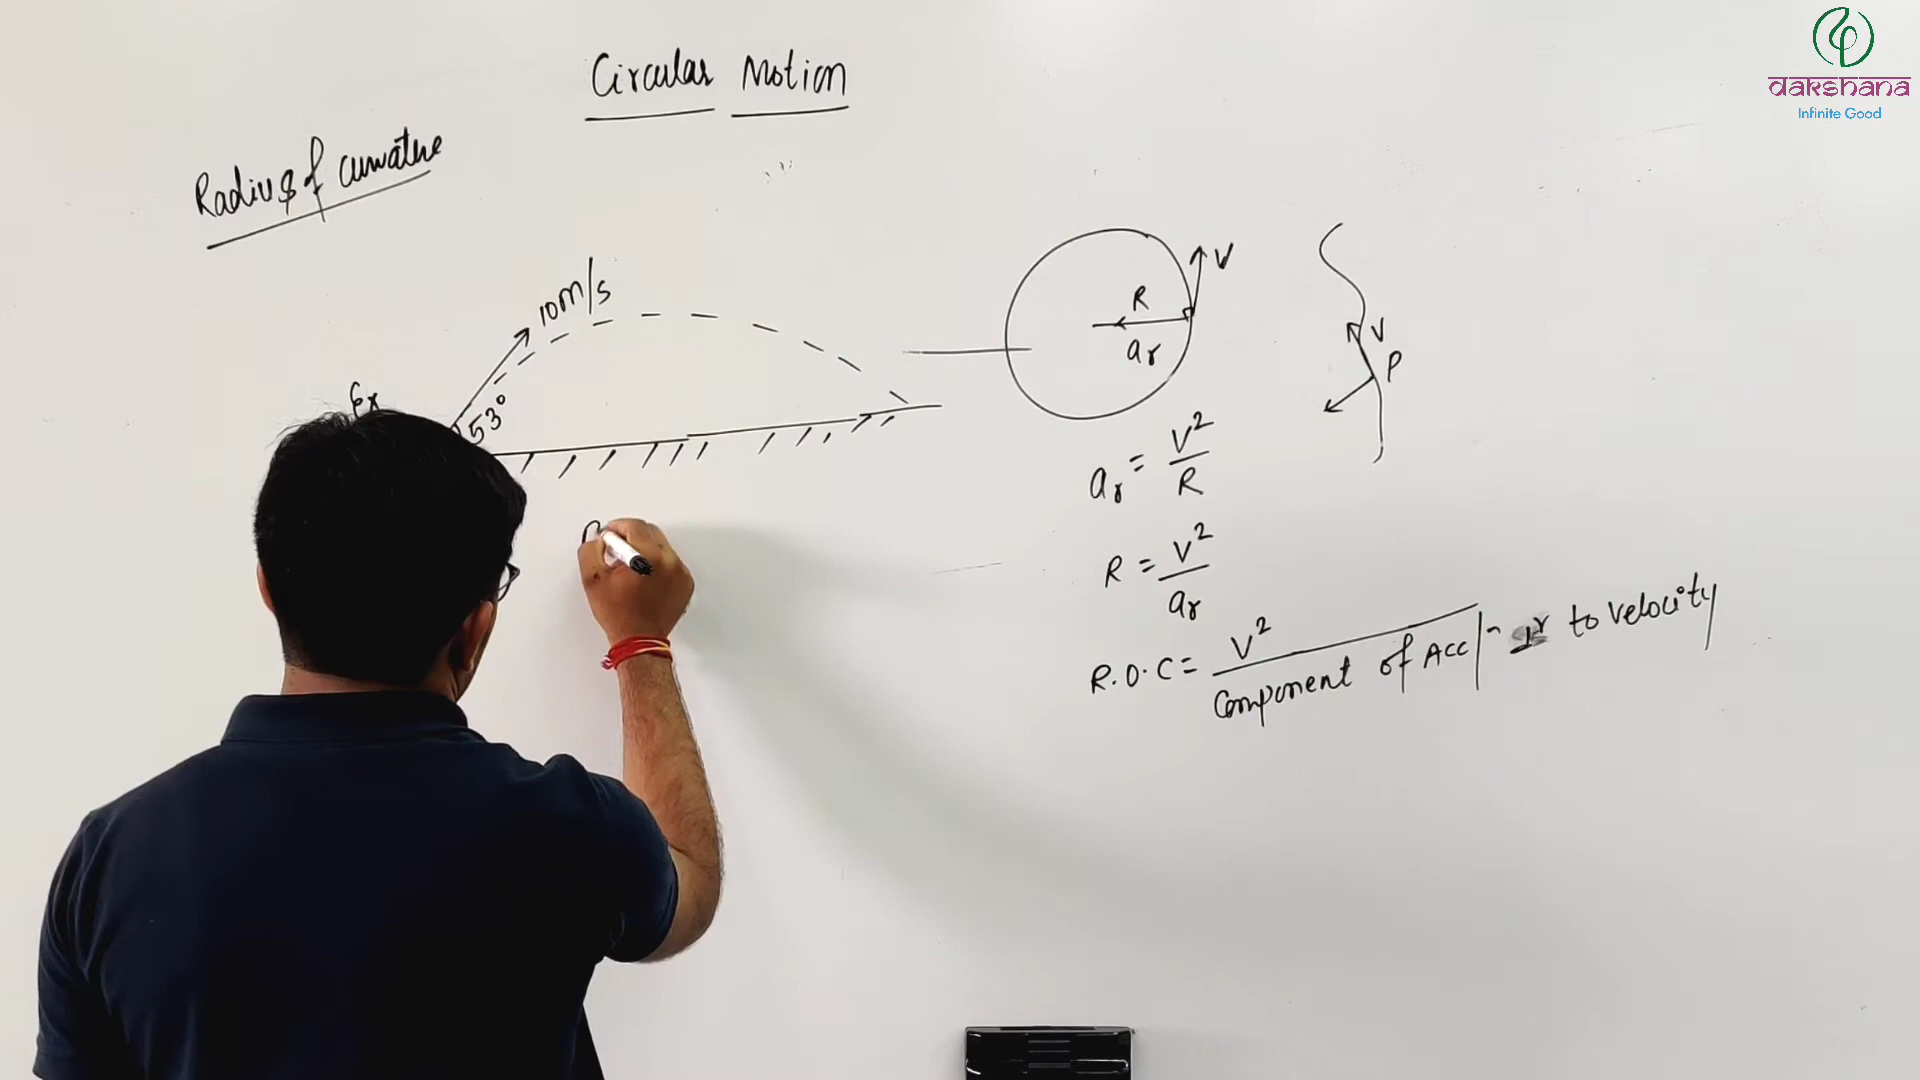 Circular Motion
dakshana
Infinite Good
Radius of curvature
10m/s
Ex
53°
V
R
ar
V
P
ar = V²
R
R = V²
ar
R.O.C = V²
Component of Acc|ⁿ ⊥r to velocity